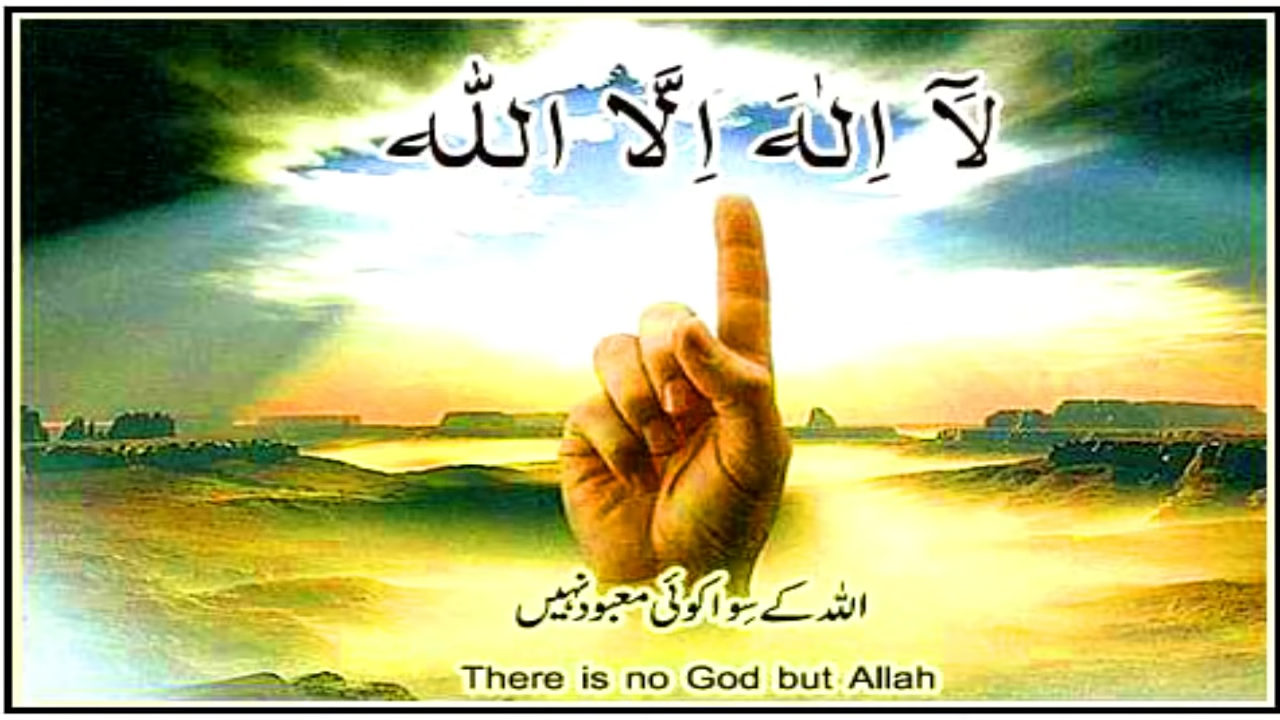 لَآ اِلٰهَ اِلَّا اللّٰه
اللہ کے سِوا کوئی معبود نہیں
There is no God but Allah